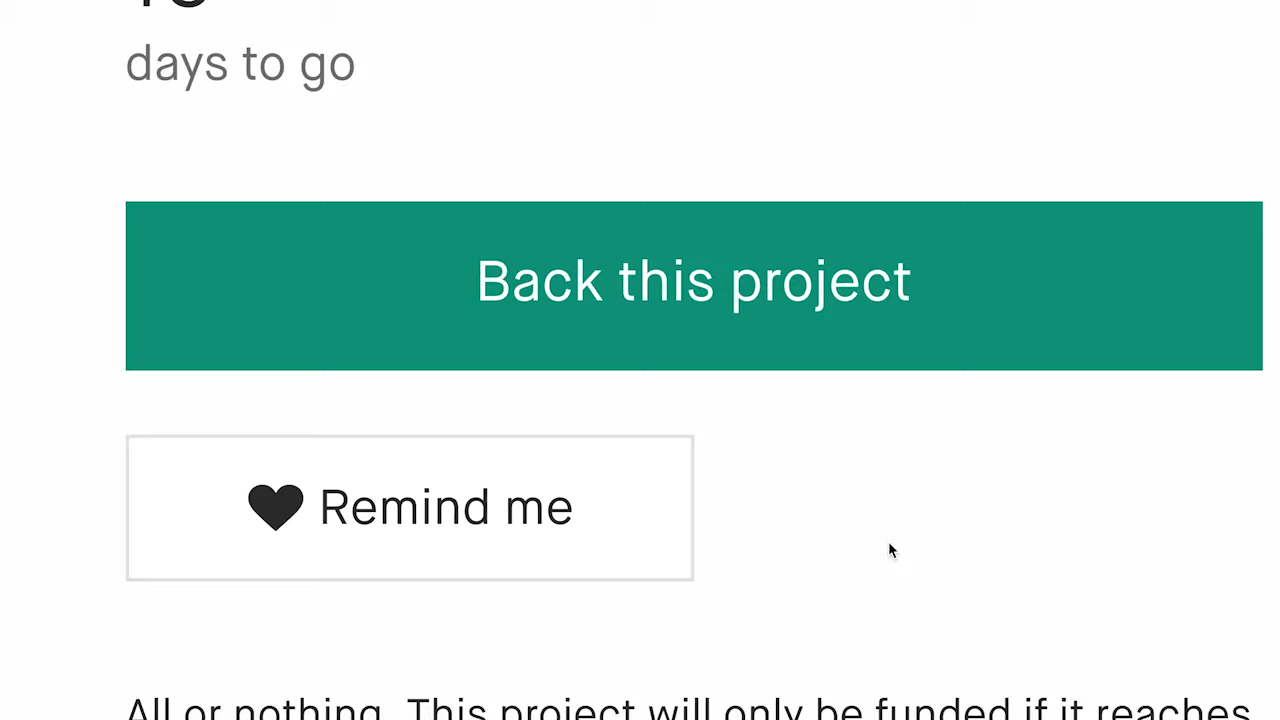 days to go
Back this project
Remind me
All or nothing. This project will only be funded if it reaches